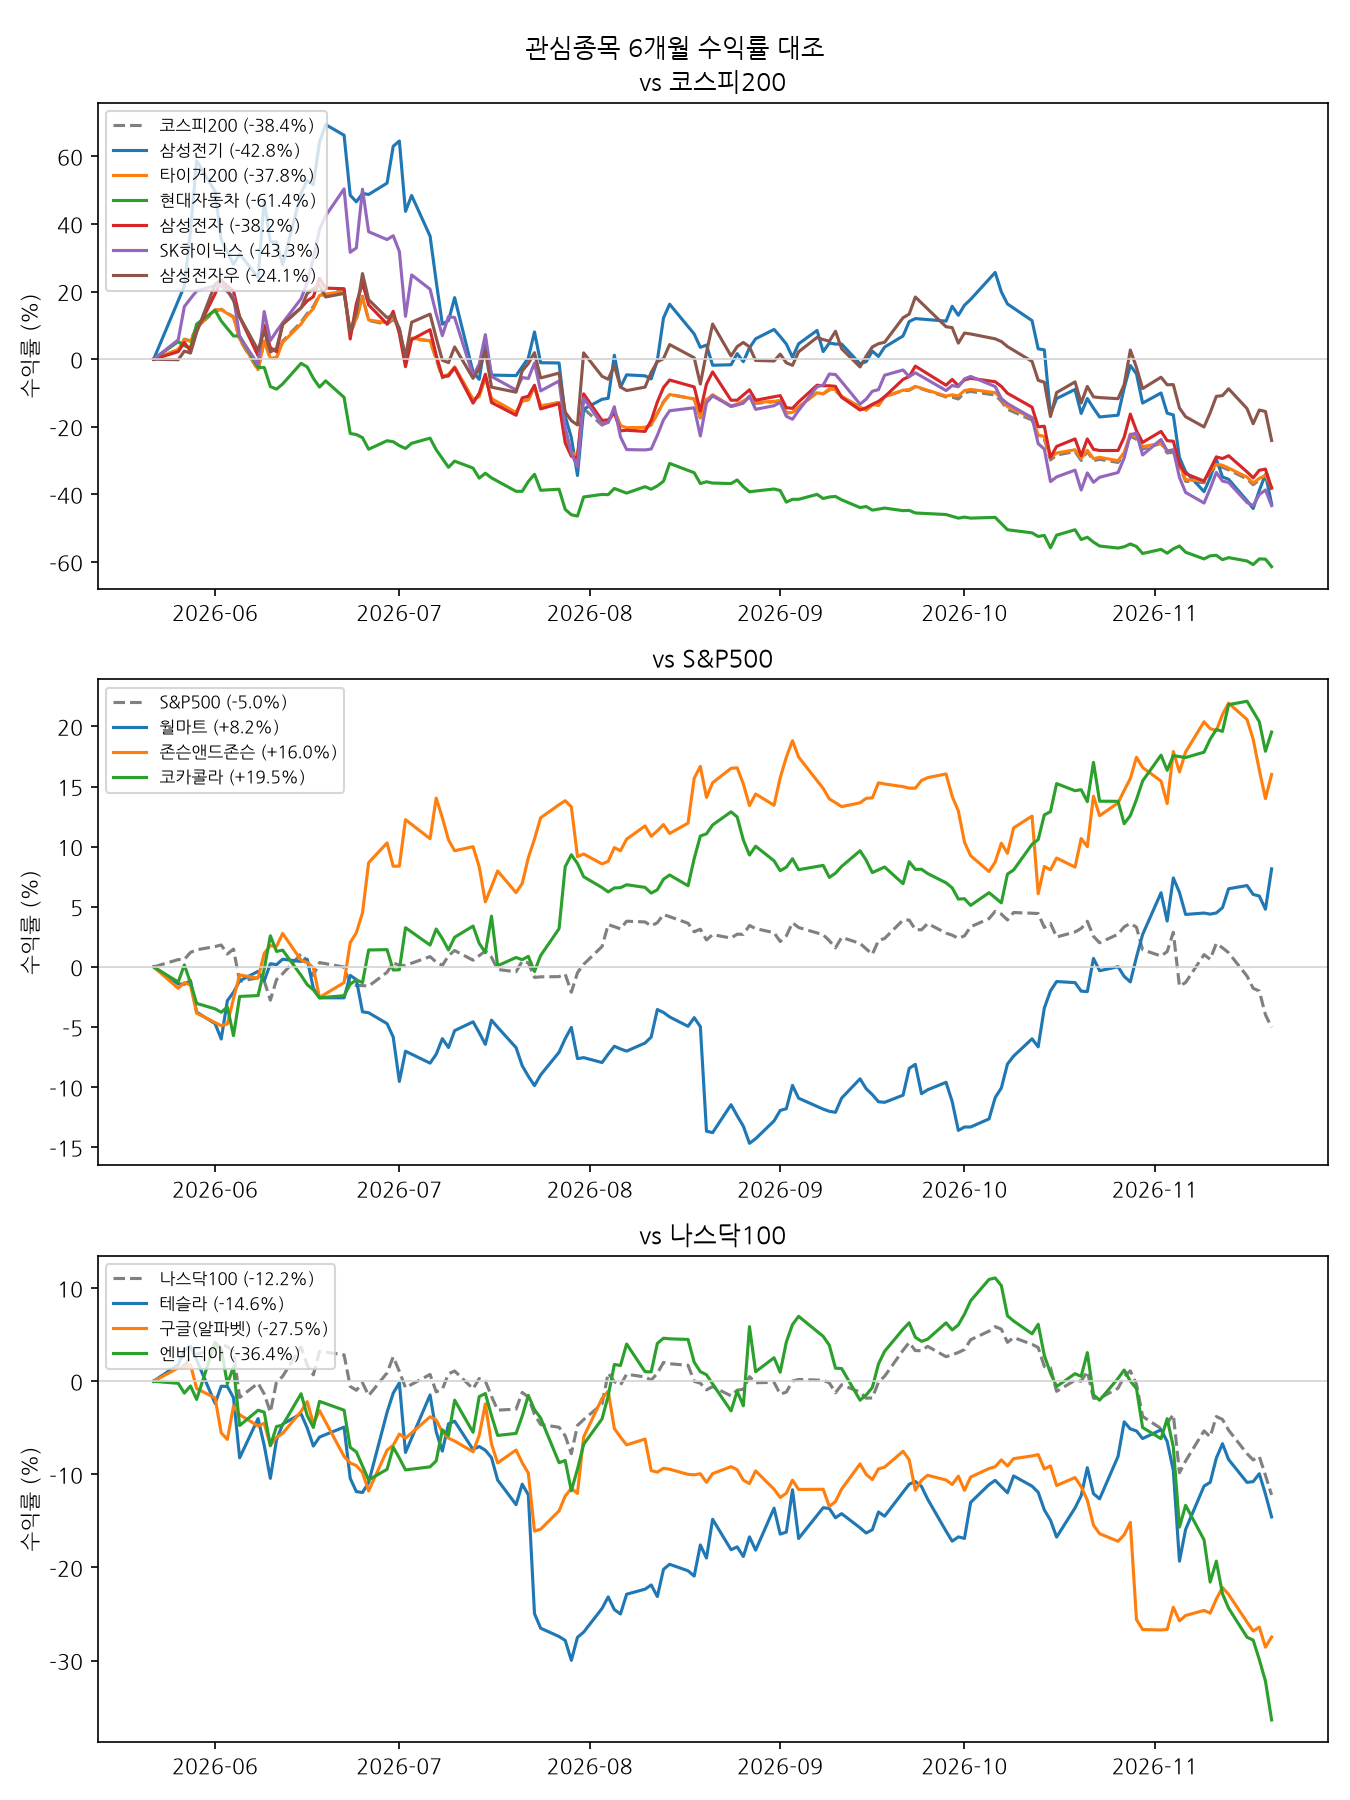 관심종목 6개월 수익률 대조
vs 코스피200
코스피200 (-38.4%)
삼성전기 (-42.8%)
타이거200 (-37.8%)
현대자동차 (-61.4%)
삼성전자 (-38.2%)
SK하이닉스 (-43.3%)
삼성전자우 (-24.1%)
수익률 (%)
60
40
20
0
-20
-40
-60
2026-06 2026-07 2026-08 2026-09 2026-10 2026-11
vs S&P500
S&P500 (-5.0%)
월마트 (+8.2%)
존슨앤드존슨 (+16.0%)
코카콜라 (+19.5%)
수익률 (%)
20
15
10
5
0
-5
-10
-15
2026-06 2026-07 2026-08 2026-09 2026-10 2026-11
vs 나스닥100
나스닥100 (-12.2%)
테슬라 (-14.6%)
구글(알파벳) (-27.5%)
엔비디아 (-36.4%)
수익률 (%)
10
0
-10
-20
-30
2026-06 2026-07 2026-08 2026-09 2026-10 2026-11